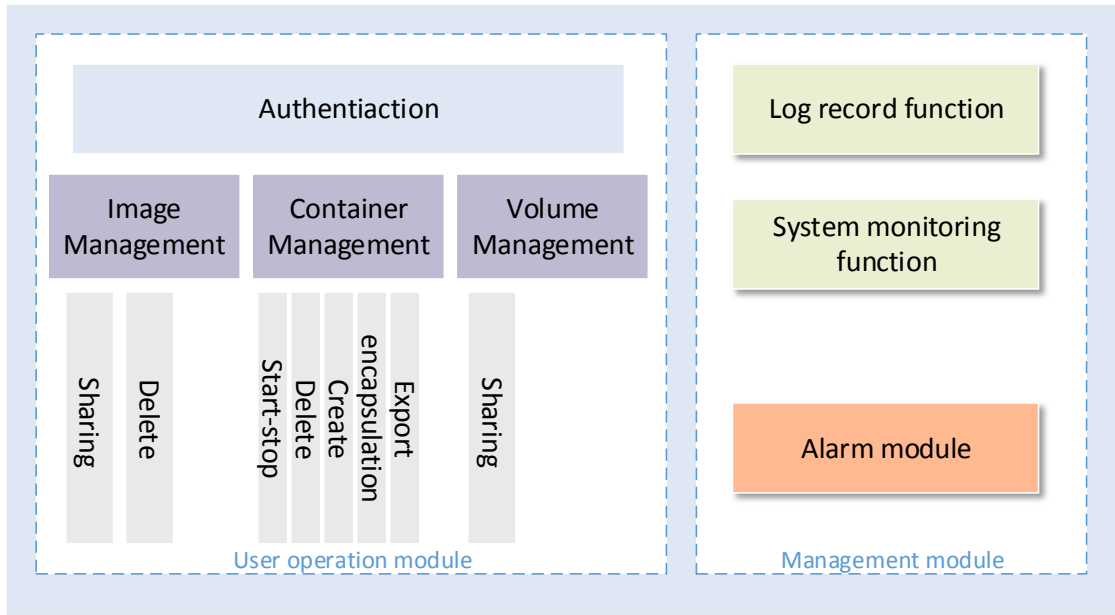 Authentiaction
Image
Management
Container
Management
Volume
Management
Sharing
Delete
Start-stop
Delete
Create
encapsulation
Export
Sharing
User operation module
Log record function
System monitoring
function
Alarm module
Management module